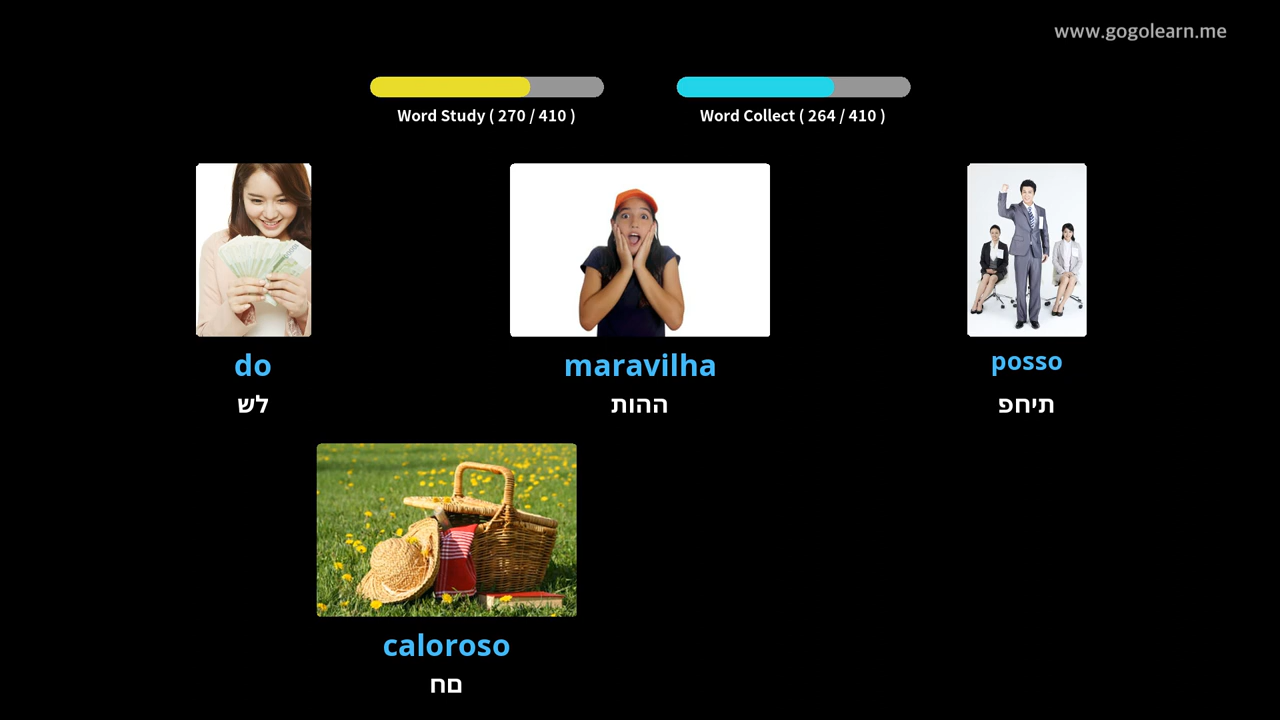 www.gogolearn.me
Word Study ( 270 / 410 )
Word Collect ( 264 / 410 )
do
לש
maravilha
ההות
posso
תיחפ
caloroso
םח